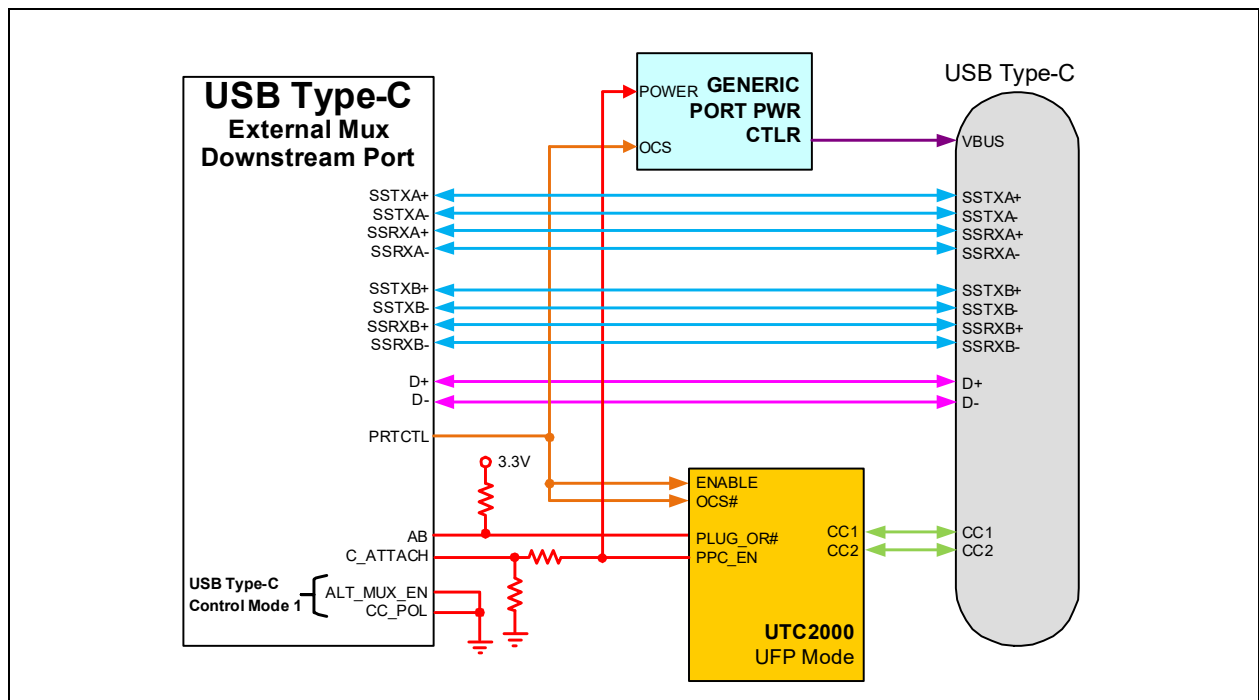 USB Type-C
External Mux
Downstream Port
SSTXA+
SSTXA-
SSRXA+
SSRXA-
SSTXB+
SSTXB-
SSRXB+
SSRXB-
D+
D-
PRTCTL
AB
C_ATTACH
ALT_MUX_EN
CC_POL
USB Type-C
Control Mode 1
3.3V
POWER
OCS
GENERIC
PORT PWR
CTLR
ENABLE
OCS#
PLUG_OR#
PPC_EN
CC1
CC2
UTC2000
UFP Mode
USB Type-C
VBUS
SSTXA+
SSTXA-
SSRXA+
SSRXA-
SSTXB+
SSTXB-
SSRXB+
SSRXB-
D+
D-
CC1
CC2